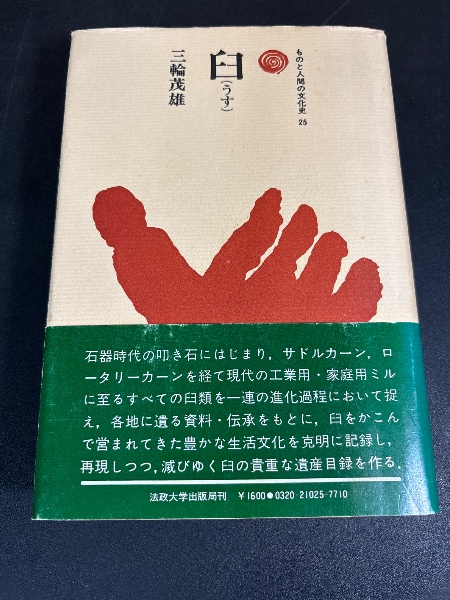 ものと人間の文化史 25
臼(うす)
三輪茂雄
石器時代の叩き石にはじまり，サドルカーン，ロ
ータリーカーンを経て現代の工業用・家庭用ミル
に至るすべての臼類を一連の進化過程において捉
え，各地に遺る資料・伝承をもとに，臼をかこん
で営まれてきた豊かな生活文化を克明に記録し，
再現しつつ，滅びゆく臼の貴重な遺産目録を作る．
法政大学出版局刊 ￥1600●0320-21025-7710